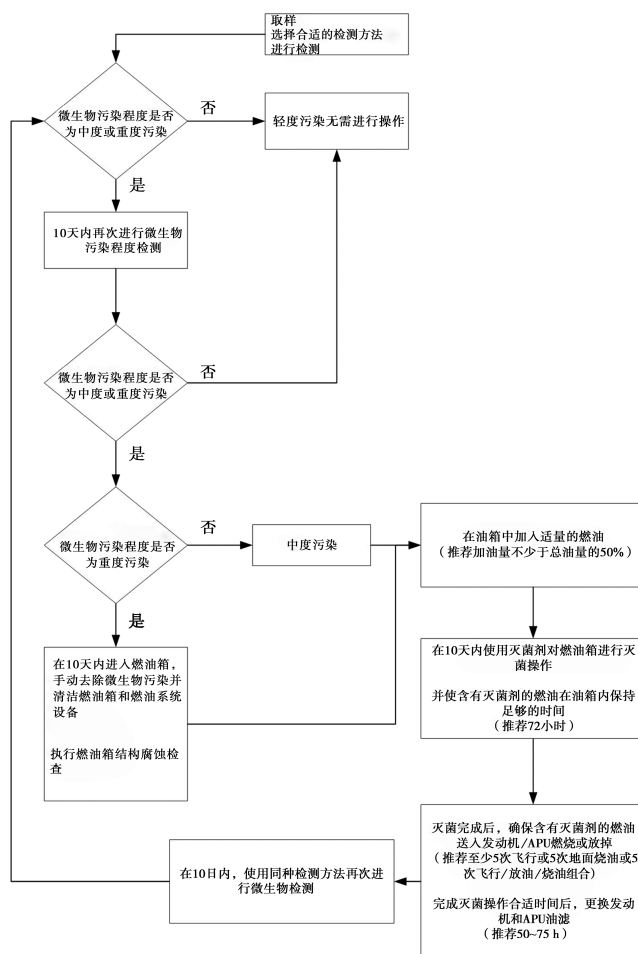 取样
选择合适的检测方法
进行检测
微生物污染程度是否
为中度或重度污染
否
轻度污染无需进行操作
是
10天内再次进行微生物
污染程度检测
微生物污染程度是否
为中度或重度污染
否
是
微生物污染程度是否
为重度污染
否
中度污染
在油箱中加入适量的燃油
（推荐加油量不少于总油量的50%）
是
在10天内进入燃油箱，
手动去除微生物污染并
清洁燃油箱和燃油系统
设备
执行燃油箱结构腐蚀检
查
在10天内使用灭菌剂对燃油箱进行灭
菌操作
并使含有灭菌剂的燃油在油箱内保持
足够的时间
（推荐72小时）
灭菌完成后，确保含有灭菌剂的燃油
送入发动机/APU燃烧或放掉
（推荐至少5次飞行或5次地面烧油或5
次飞行/放油/烧油组合）
完成灭菌操作合适时间后，更换发动
机和APU油滤
（推荐50~75 h）
在10日内，使用同种检测方法再次进
行微生物检测